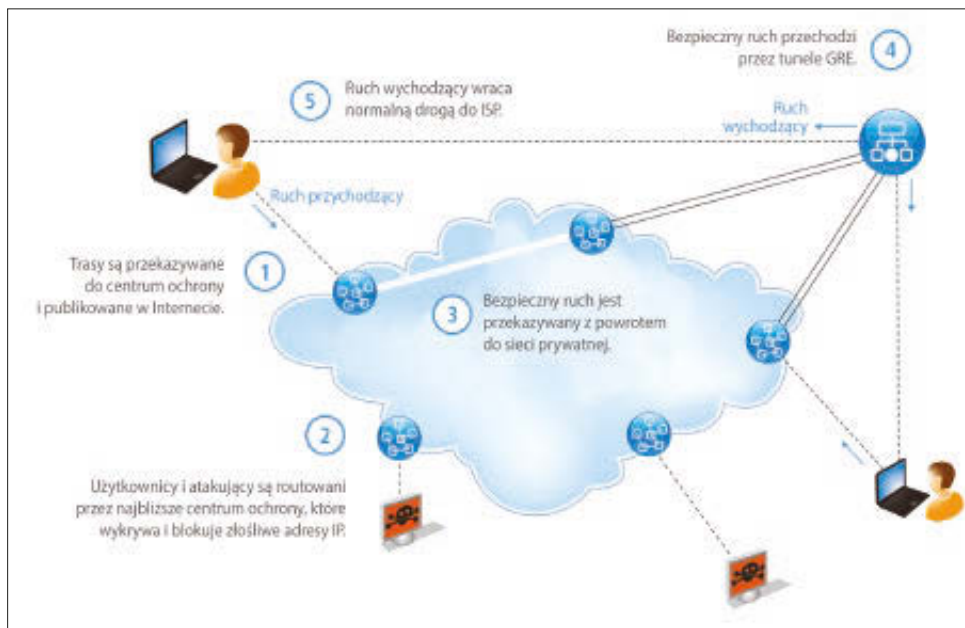 Bezpieczny ruch przechodzi
przez tunele GRE.
4
5
Ruch wychodzący wraca
normalną drogą do ISP.
Ruch
wychodzący
Ruch przychodzący
1
Trasy są przekazywane
do centrum ochrony
i publikowane w Internecie.
3
Bezpieczny ruch jest
przekazywany z powrotem
do sieci prywatnej.
2
Użytkownicy i atakujący są routowani
przez najbliższe centrum ochrony, które
wykrywa i blokuje złośliwe adresy IP.